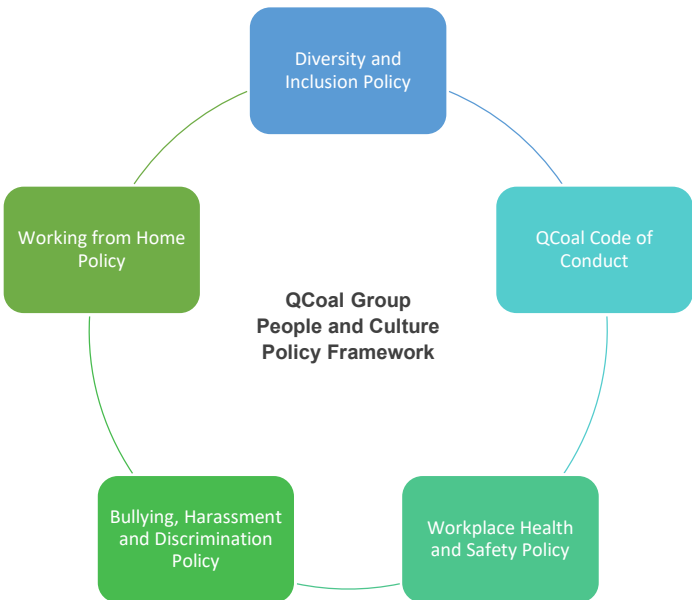 Diversity and
Inclusion Policy
QCoal Code of
Conduct
Workplace Health
and Safety Policy
Bullying, Harassment
and Discrimination
Policy
Working from Home
Policy
QCoal Group
People and Culture
Policy Framework